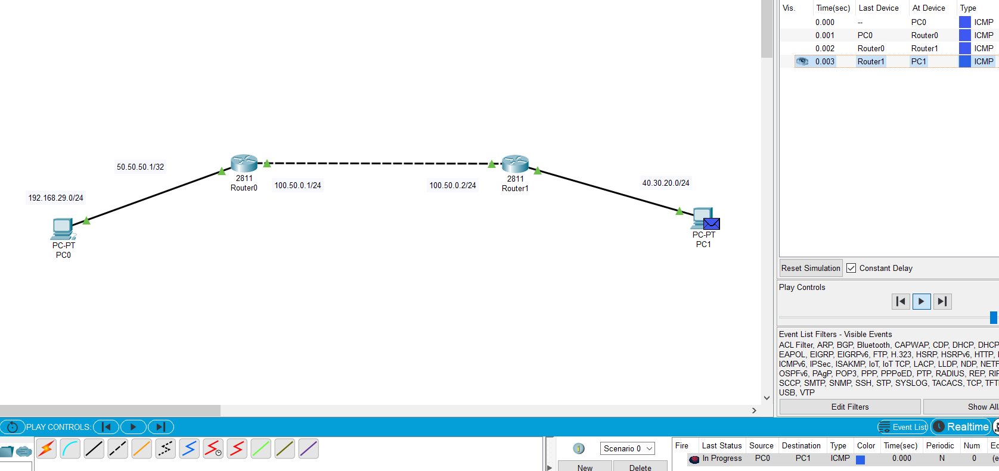 Vis. Time(sec) Last Device At Device Type
0.000 -- PC0 ICMP
0.001 PC0 Router0 ICMP
0.002 Router0 Router1 ICMP
0.003 Router1 PC1 ICMP
50.50.50.1/32
2811
Router0
100.50.0.1/24
100.50.0.2/24
2811
Router1
40.30.20.0/24
192.168.29.0/24
PC-PT
PC0
PC-PT
PC1
Reset Simulation Constant Delay
Play Controls
Event List Filters - Visible Events
ACL Filter, ARP, BGP, Bluetooth, CAPWAP, CDP, DHCP, DHCP
EAPOL, EIGRP, EIGRPv6, FTP, H.323, HSRP, HSRPv6, HTTP,
ICMPv6, IPSec, ISAKMP, IoT, IoT TCP, LACP, LLDP, NDP, NETF
OSPFv6, PAgP, POP3, PPP, PPPoED, PTP, RADIUS, REP, RIP
SCCP, SMTP, SNMP, SSH, STP, SYSLOG, TACACS, TCP, TFT
USB, VTP
Edit Filters Show All
PLAY CONTROLS: Event List Realtime
Scenario 0
New Delete
Fire Last Status Source Destination Type Color Time(sec) Periodic Num Ed
In Progress PC0 PC1 ICMP 0.000 N 0 (e